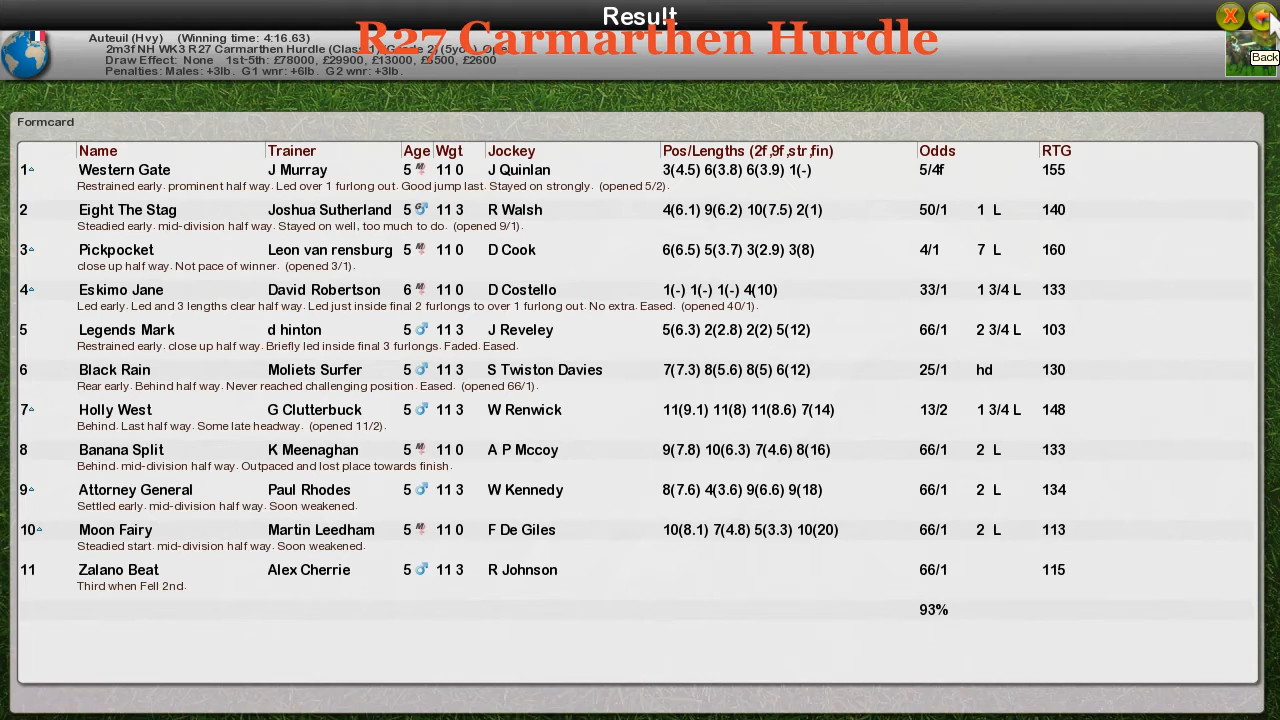 Result
R27 Carmarthen Hurdle
Auteuil (Hvy) (Winning time: 4:16.63)
2m3f NH WK3 R27 Carmarthen Hurdle (Class 1) (Grade 2) (5yo+)
Draw Effect: None 1st-5th: £78000, £29900, £13000, £6500, £2600
Penalties: Males: +3lb. G1 wnr: +6lb. G2 wnr: +3lb.
Back
Formcard
Name Trainer Age Wgt Jockey Pos/Lengths (2f,9f,str,fin) Odds RTG
1 Western Gate J Murray 5 11 0 J Quinlan 3(4.5) 6(3.8) 6(3.9) 1(-) 5/4f 155
Restrained early. prominent half way. Led over 1 furlong out. Good jump last. Stayed on strongly. (opened 5/2).
2 Eight The Stag Joshua Sutherland 5 11 3 R Walsh 4(6.1) 9(6.2) 10(7.5) 2(1) 50/1 1 L 140
Steadied early. mid-division half way. Stayed on well, too much to do. (opened 9/1).
3 Pickpocket Leon van rensburg 5 11 0 D Cook 6(6.5) 5(3.7) 3(2.9) 3(8) 4/1 7 L 160
close up half way. Not pace of winner. (opened 3/1).
4 Eskimo Jane David Robertson 6 11 0 D Costello 1(-) 1(-) 1(-) 4(10) 33/1 1 3/4 L 133
Led early. Led and 3 lengths clear half way. Led just inside final 2 furlongs to over 1 furlong out. No extra. Eased. (opened 40/1).
5 Legends Mark d hinton 5 11 3 J Reveley 5(6.3) 2(2.8) 2(2) 5(12) 66/1 2 3/4 L 103
Restrained early. close up half way. Briefly led inside final 3 furlongs. Faded. Eased.
6 Black Rain Moliets Surfer 5 11 3 S Twiston Davies 7(7.3) 8(5.6) 8(5) 6(12) 25/1 hd 130
Rear early. Behind half way. Never reached challenging position. Eased. (opened 66/1).
7 Holly West G Clutterbuck 5 11 3 W Renwick 11(9.1) 11(8) 11(8.6) 7(14) 13/2 1 3/4 L 148
Behind. Last half way. Some late headway. (opened 11/2).
8 Banana Split K Meenaghan 5 11 0 A P Mccoy 9(7.8) 10(6.3) 7(4.6) 8(16) 66/1 2 L 133
Behind. mid-division half way. Outpaced and lost place towards finish.
9 Attorney General Paul Rhodes 5 11 3 W Kennedy 8(7.6) 4(3.6) 9(6.6) 9(18) 66/1 2 L 134
Settled early. mid-division half way. Soon weakened.
10 Moon Fairy Martin Leedham 5 11 0 F De Giles 10(8.1) 7(4.8) 5(3.3) 10(20) 66/1 2 L 113
Steadied start. mid-division half way. Soon weakened.
11 Zalano Beat Alex Cherrie 5 11 3 R Johnson 66/1 115
Third when Fell 2nd.
93%